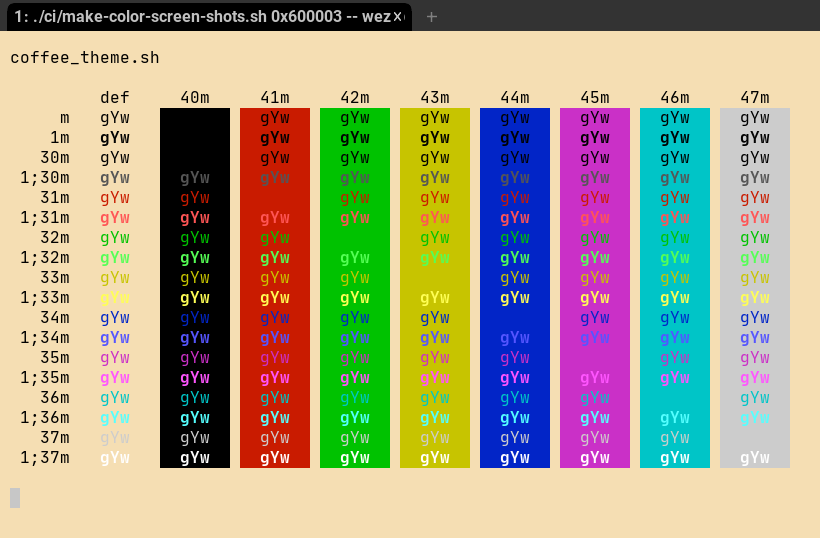 1: ./ci/make-color-screen-shots.sh 0x600003 -- wez
coffee_theme.sh
def 40m 41m 42m 43m 44m 45m 46m 47m
m gYw gYw gYw gYw gYw gYw gYw gYw
1m gYw gYw gYw gYw gYw gYw gYw gYw
30m gYw gYw gYw gYw gYw gYw gYw gYw
1;30m gYw gYw gYw gYw gYw gYw gYw gYw gYw
31m gYw gYw gYw gYw gYw gYw gYw gYw
1;31m gYw gYw gYw gYw gYw gYw gYw gYw gYw
32m gYw gYw gYw gYw gYw gYw gYw gYw
1;32m gYw gYw gYw gYw gYw gYw gYw gYw gYw
33m gYw gYw gYw gYw gYw gYw gYw gYw
1;33m gYw gYw gYw gYw gYw gYw gYw gYw gYw
34m gYw gYw gYw gYw gYw gYw gYw gYw
1;34m gYw gYw gYw gYw gYw gYw gYw gYw gYw
35m gYw gYw gYw gYw gYw gYw gYw gYw
1;35m gYw gYw gYw gYw gYw gYw gYw gYw gYw
36m gYw gYw gYw gYw gYw gYw gYw gYw
1;36m gYw gYw gYw gYw gYw gYw gYw gYw gYw
37m gYw gYw gYw gYw gYw gYw gYw gYw
1;37m gYw gYw gYw gYw gYw gYw gYw gYw gYw